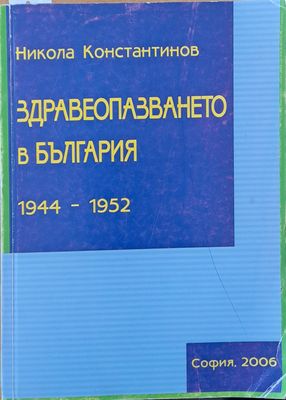 Никола Константинов
ЗДРАВЕОПАЗВАНЕТО
в БЪЛГАРИЯ
1944 - 1952
София, 2006